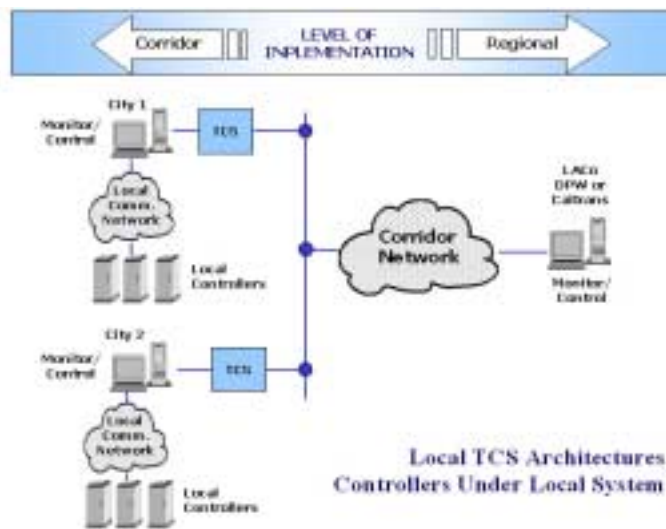 Corridor
LEVEL OF
INPLEMENTATION
Regional
City 1
Monitor/
Control
TCS
Local
Comm.
Network
Local
Controllers
Corridor
Network
LACo
DPW or
Caltrans
Monitor/
Control
City 2
Monitor/
Control
TCS
Local
Comm.
Network
Local
Controllers
Local TCS Architectures
Controllers Under Local System